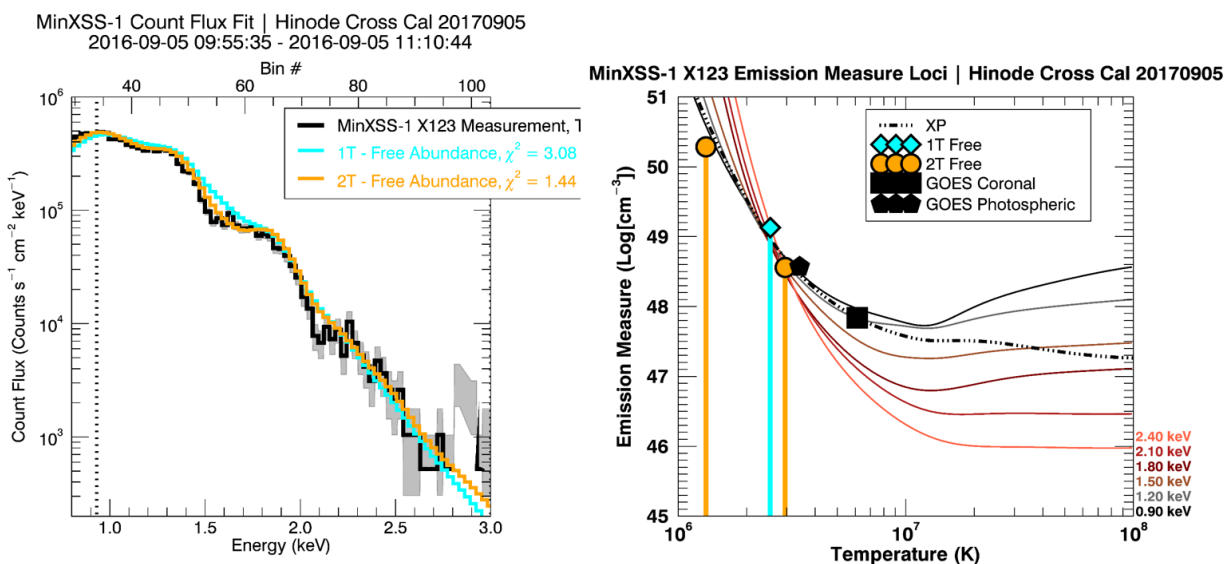 MinXSS-1 Count Flux Fit | Hinode Cross Cal 20170905
2016-09-05 09:55:35 - 2016-09-05 11:10:44
Bin #
40 60 80 100
MinXSS-1 X123 Measurement, T
1T - Free Abundance, χ² = 3.08
2T - Free Abundance, χ² = 1.44
Count Flux (Counts s⁻¹ cm⁻² keV⁻¹)
10⁶
10⁵
10⁴
10³
1.0 1.5 2.0 2.5 3.0
Energy (keV)
MinXSS-1 X123 Emission Measure Loci | Hinode Cross Cal 20170905
XP
1T Free
2T Free
GOES Coronal
GOES Photospheric
Emission Measure (Log[cm⁻³])
51
50
49
48
47
46
45
2.40 keV
2.10 keV
1.80 keV
1.50 keV
1.20 keV
0.90 keV
10⁶ 10⁷ 10⁸
Temperature (K)